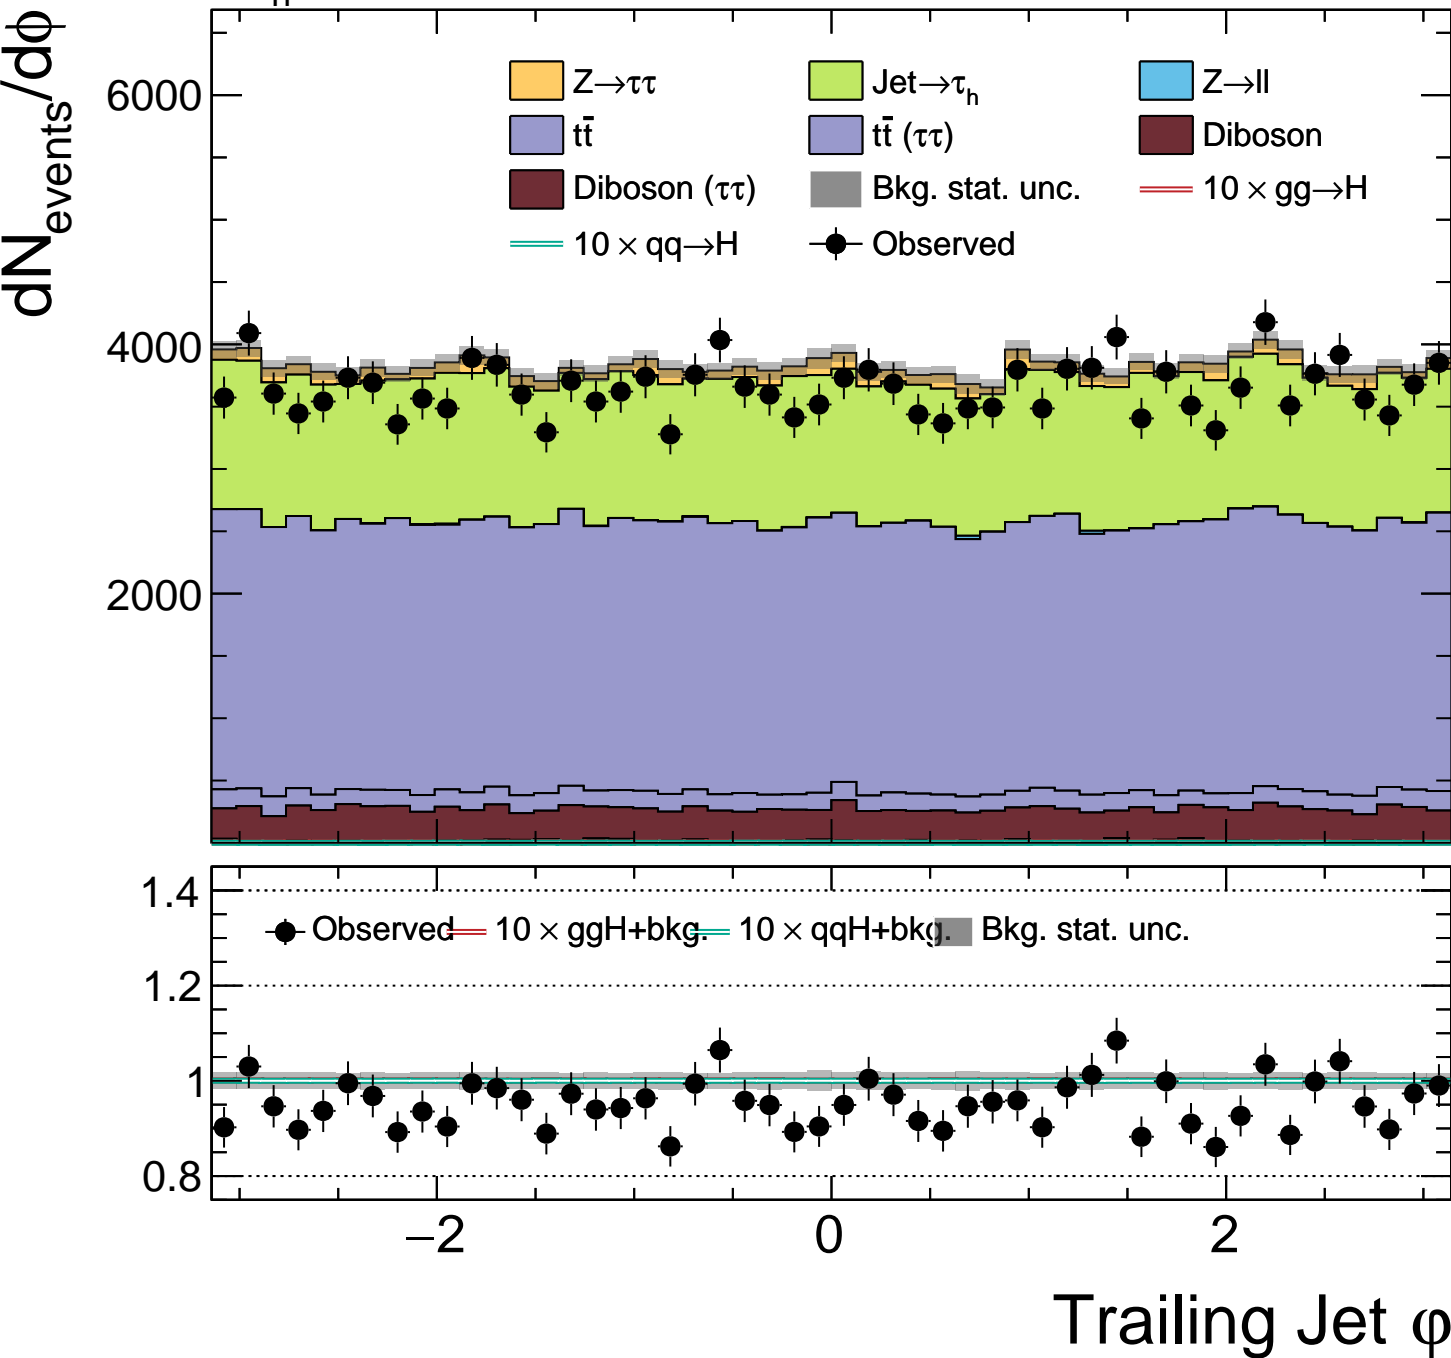 dN_events/dφ
6000
4000
2000
Z→ττ
Jet→τ_h
Z→ll
tt̄
tt̄ (ττ)
Diboson
Diboson (ττ)
Bkg. stat. unc.
10 × gg→H
10 × qq→H
Observed
1.4
1.2
1
0.8
Observed
10 × ggH+bkg.
10 × qqH+bkg.
Bkg. stat. unc.
−2
0
2
Trailing Jet φ